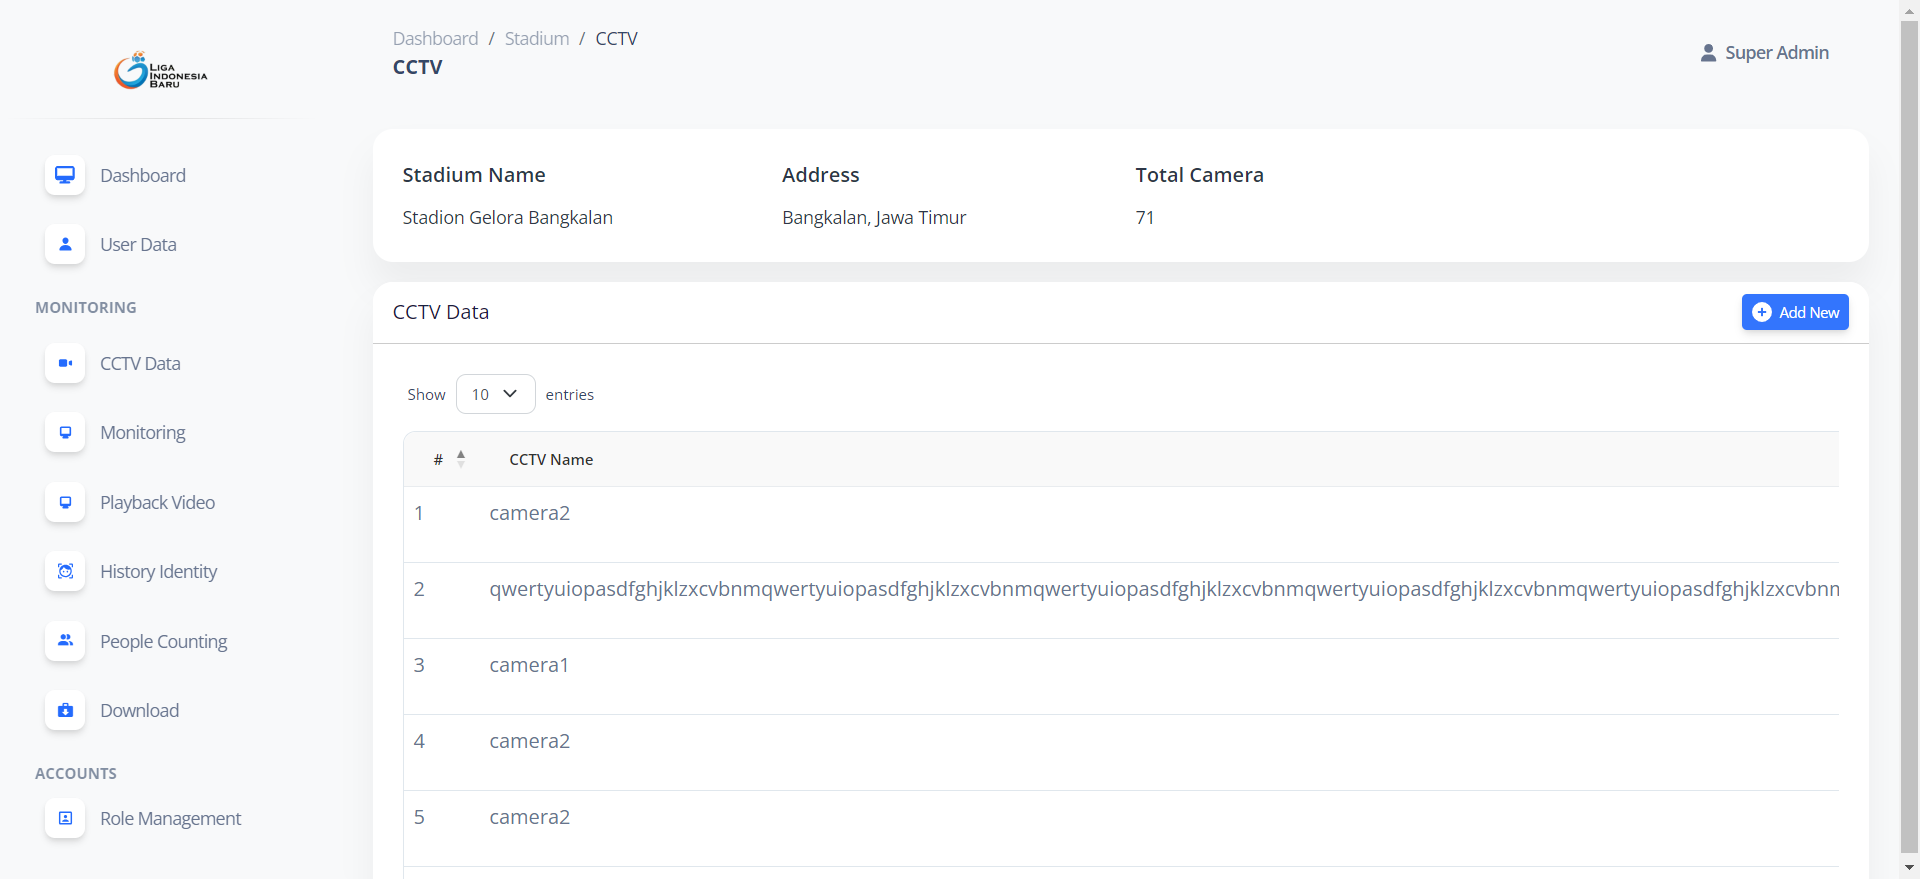 LIGA
INDONESIA
BARU
Dashboard / Stadium / CCTV
CCTV
Super Admin
Dashboard
User Data
MONITORING
CCTV Data
Monitoring
Playback Video
History Identity
People Counting
Download
ACCOUNTS
Role Management
Stadium Name
Address
Total Camera
Stadion Gelora Bangkalan
Bangkalan, Jawa Timur
71
CCTV Data
Add New
Show 10 entries
# CCTV Name
1 camera2
2 qwertyuiopasdfghjklzxcvbnmqwertyuiopasdfghjklzxcvbnmqwertyuiopasdfghjklzxcvbnmqwertyuiopasdfghjklzxcvbnmqwertyuiopasdfghjklzxcvbnm
3 camera1
4 camera2
5 camera2